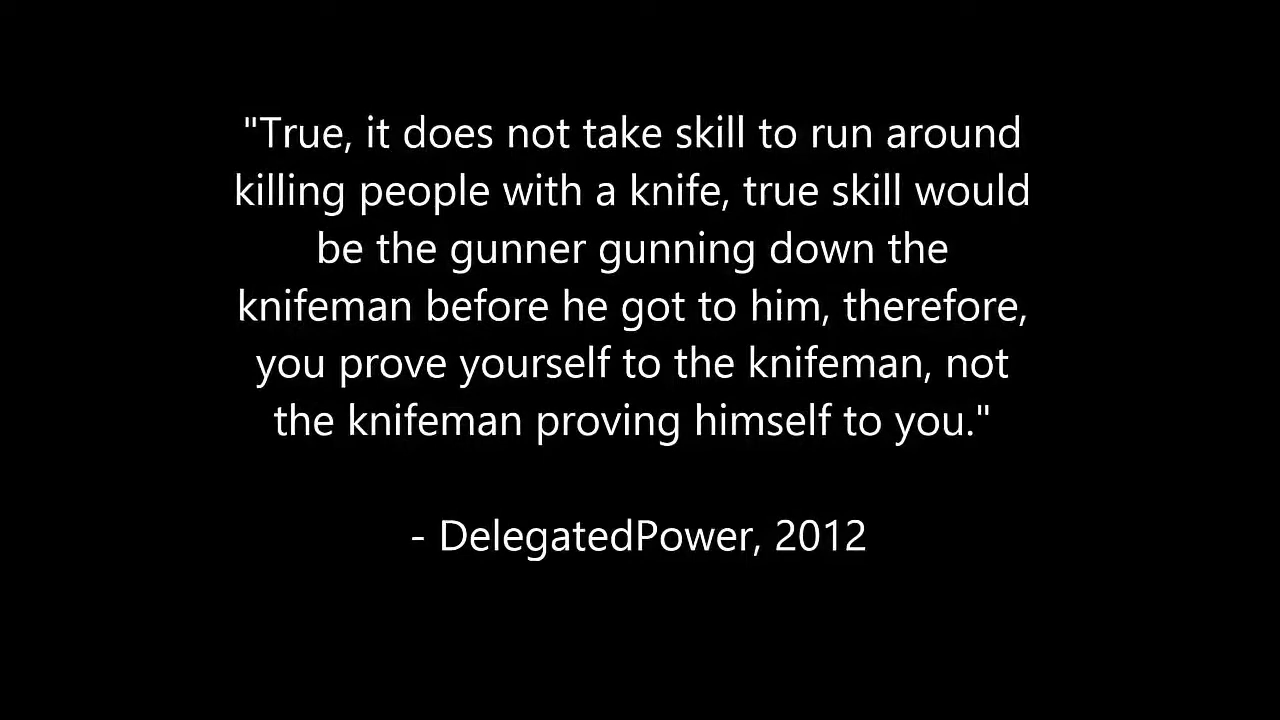 "True, it does not take skill to run around
killing people with a knife, true skill would
be the gunner gunning down the
knifeman before he got to him, therefore,
you prove yourself to the knifeman, not
the knifeman proving himself to you."
- DelegatedPower, 2012